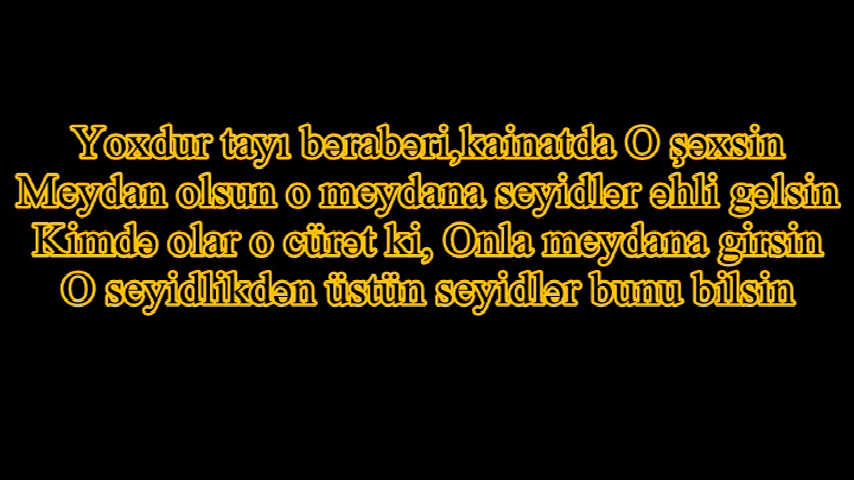 Yoxdur tayı bərabəri,kainatda O şəxsin
Meydan olsun o meydana seyidlər əhli gəlsin
Kimdə olar o cürət ki, Onla meydana girsin
O seyidlikdən üstün seyidlər bunu bilsin